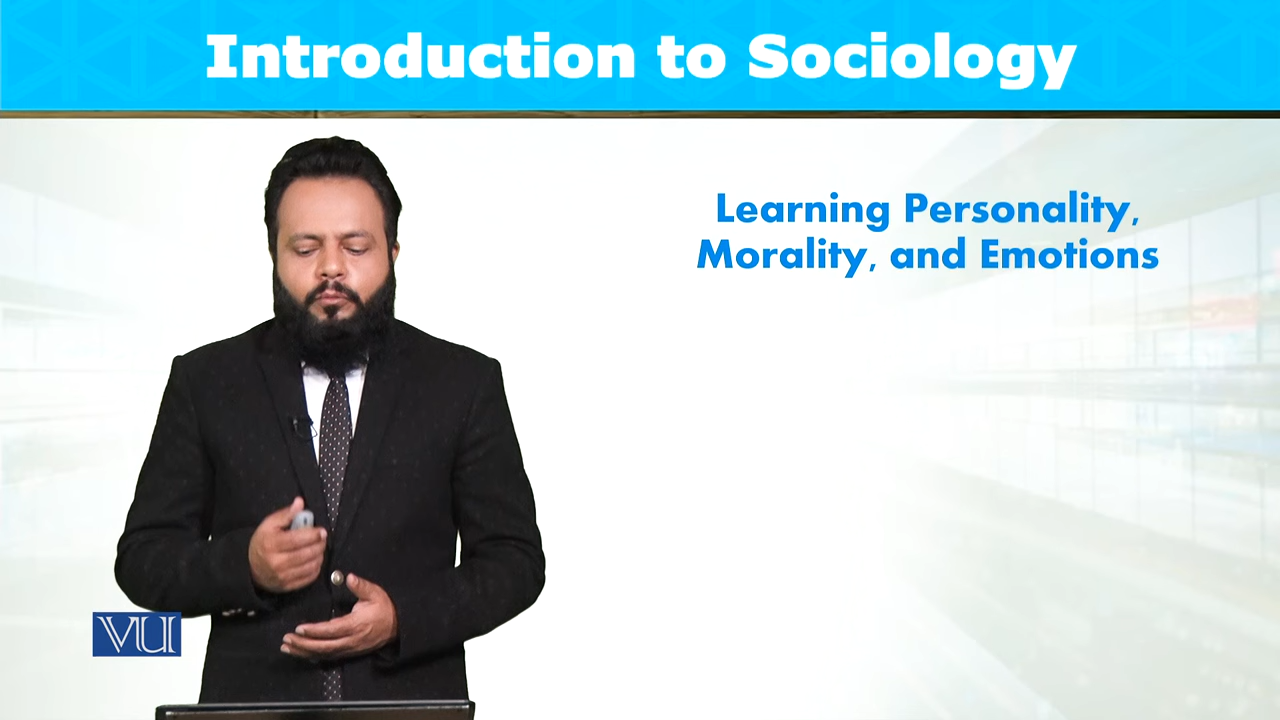 Introduction to Sociology
Learning Personality,
Morality, and Emotions
VU